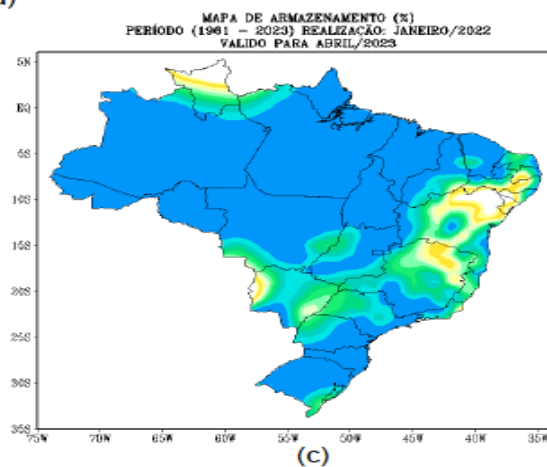 MAPA DE ARMAZENAMENTO (%)
PERÍODO (1961 – 2023) REALIZAÇÃO: JANEIRO/2022
VALIDO PARA ABRIL/2023
5N
EQ
5S
10S
15S
20S
25S
30S
35S
75W 70W 65W 60W 55W 50W 45W 40W 35W
(c)